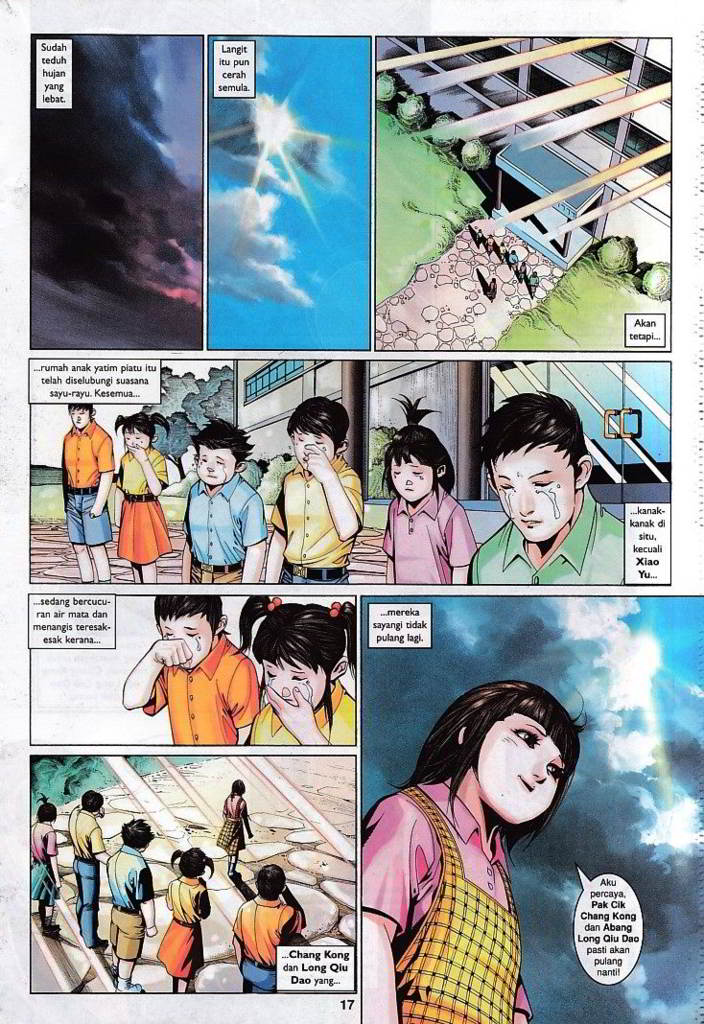 Sudah
teduh
hujan
yang
lebat.
Langit
itu pun
cerah
semula.
Akan
tetapi...
...rumah anak yatim piatu itu
telah diselubungi suasana
sayu-rayu. Kesemua...
...kanak-
kanak di
situ, kecuali
Xiao
Yu...
...sedang bercucu-
ran air mata dan
menangis teresak-
esak kerana...
...Chang Kong
dan Long Qiu
Dao yang...
...mereka
sayangi tidak
pulang lagi.
Aku
percaya,
Pak Cik
Chang Kong
dan Abang
Long Qiu Dao
pasti akan
pulang
nanti!
17